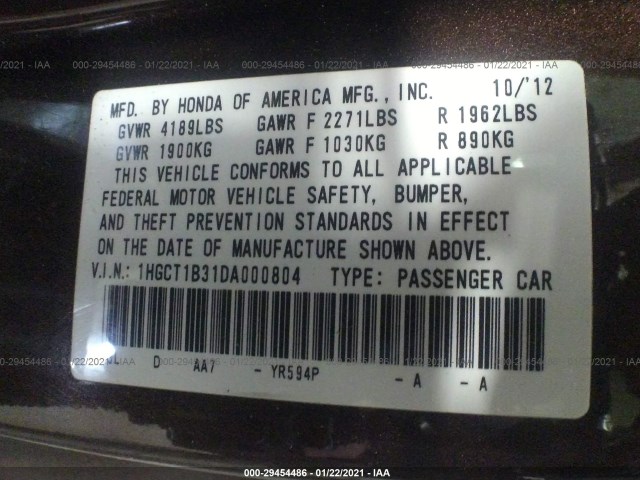 000-29454486 - 01/22/2021 - IAA
MFD. BY HONDA OF AMERICA MFG., INC. 10/'12
GVWR 4189LBS GAWR F 2271LBS R 1962LBS
GVWR 1900KG GAWR F 1030KG R 890KG
THIS VEHICLE CONFORMS TO ALL APPLICABLE
FEDERAL MOTOR VEHICLE SAFETY, BUMPER,
AND THEFT PREVENTION STANDARDS IN EFFECT
ON THE DATE OF MANUFACTURE SHOWN ABOVE.
V.I.N.: 1HGCT1B31DA000804 TYPE: PASSENGER CAR
L D AA7 - YR594P - A - A
000-29454486 - 01/22/2021 - IAA